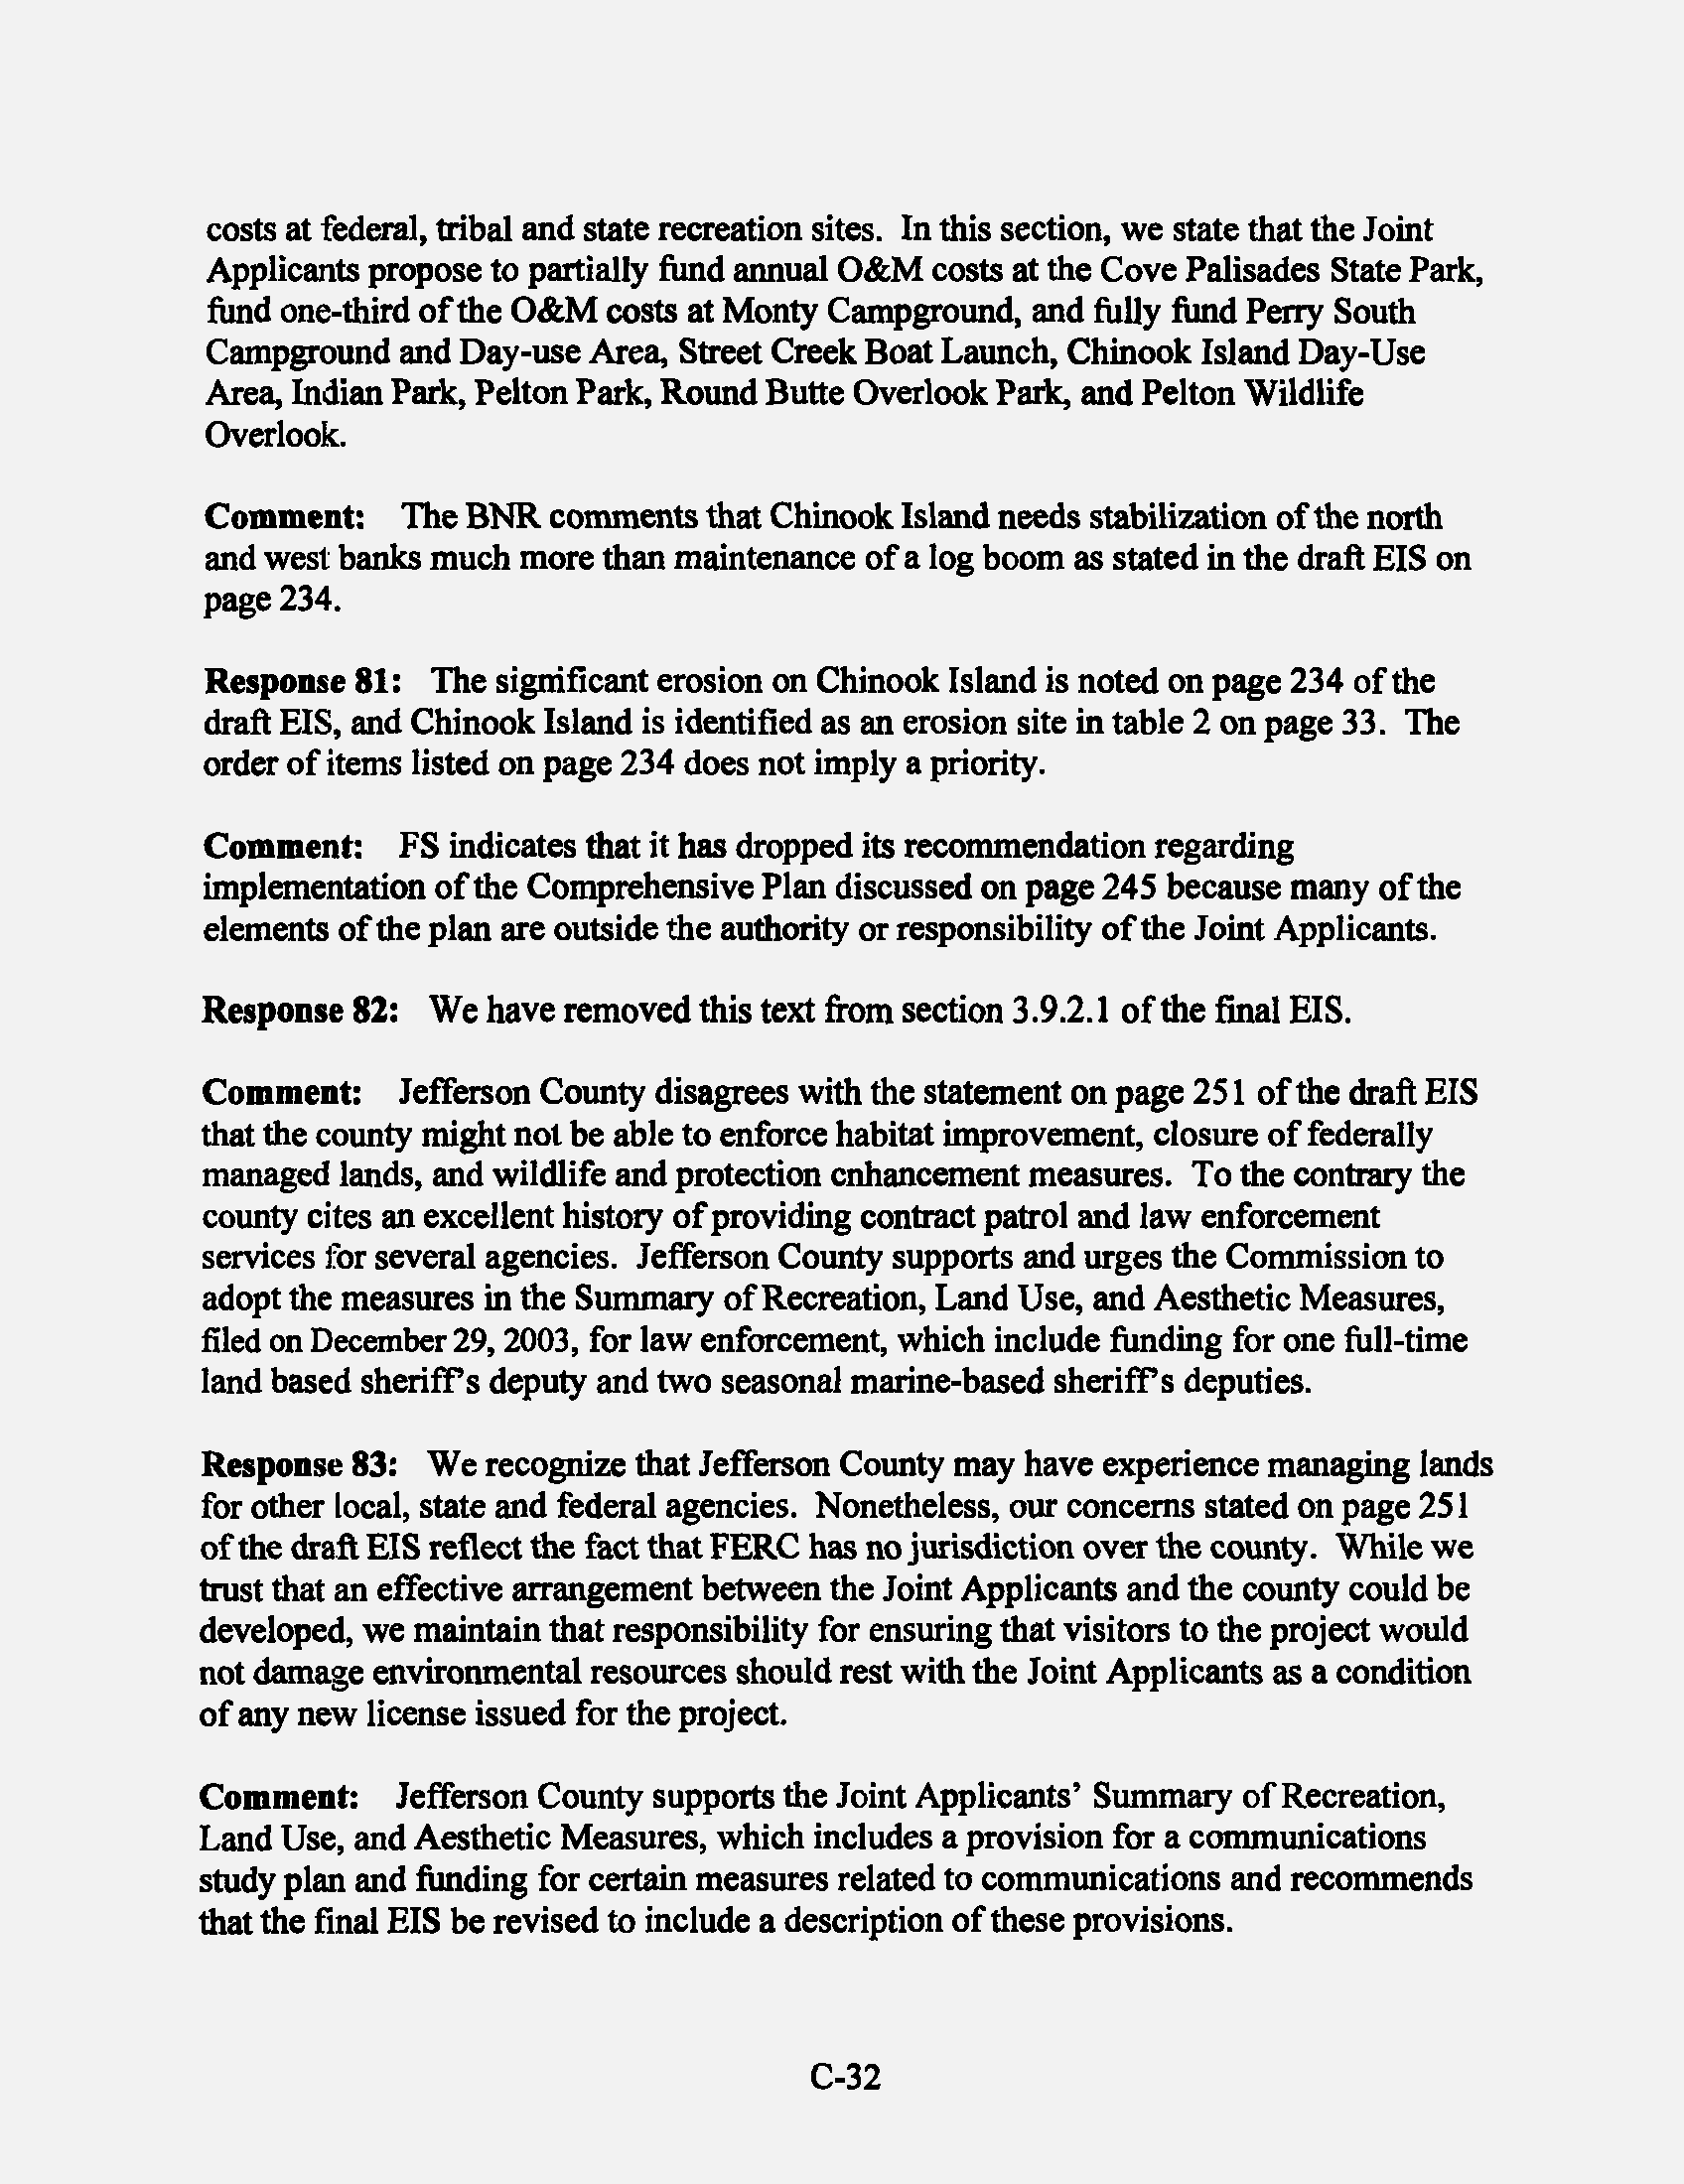 costs at federal, tribal and state recreation sites. In this section, we state that the Joint
Applicants propose to partially fund annual O&M costs at the Cove Palisades State Park,
fund one-third of the O&M costs at Monty Campground, and fully fund Perry South
Campground and Day-use Area, Street Creek Boat Launch, Chinook Island Day-Use
Area, Indian Park, Pelton Park, Round Butte Overlook Park, and Pelton Wildlife
Overlook.
Comment: The BNR comments that Chinook Island needs stabilization of the north
and west banks much more than maintenance of a log boom as stated in the draft EIS on
page 234.
Response 81: The significant erosion on Chinook Island is noted on page 234 of the
draft EIS, and Chinook Island is identified as an erosion site in table 2 on page 33. The
order of items listed on page 234 does not imply a priority.
Comment: FS indicates that it has dropped its recommendation regarding
implementation of the Comprehensive Plan discussed on page 245 because many of the
elements of the plan are outside the authority or responsibility of the Joint Applicants.
Response 82: We have removed this text from section 3.9.2.1 of the final EIS.
Comment: Jefferson County disagrees with the statement on page 251 of the draft EIS
that the county might not be able to enforce habitat improvement, closure of federally
managed lands, and wildlife and protection enhancement measures. To the contrary the
county cites an excellent history of providing contract patrol and law enforcement
services for several agencies. Jefferson County supports and urges the Commission to
adopt the measures in the Summary of Recreation, Land Use, and Aesthetic Measures,
filed on December 29, 2003, for law enforcement, which include funding for one full-time
land based sheriff's deputy and two seasonal marine-based sheriff's deputies.
Response 83: We recognize that Jefferson County may have experience managing lands
for other local, state and federal agencies. Nonetheless, our concerns stated on page 251
of the draft EIS reflect the fact that FERC has no jurisdiction over the county. While we
trust that an effective arrangement between the Joint Applicants and the county could be
developed, we maintain that responsibility for ensuring that visitors to the project would
not damage environmental resources should rest with the Joint Applicants as a condition
of any new license issued for the project.
Comment: Jefferson County supports the Joint Applicants' Summary of Recreation,
Land Use, and Aesthetic Measures, which includes a provision for a communications
study plan and funding for certain measures related to communications and recommends
that the final EIS be revised to include a description of these provisions.
C-32